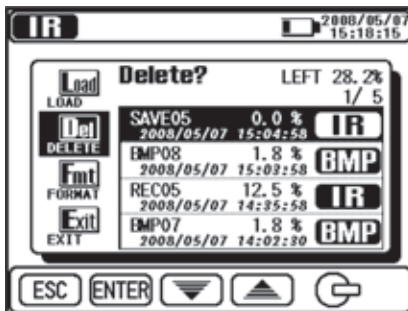 IR
2008/05/07
15:18:15
Load
LOAD
Del
DELETE
Fmt
FORMAT
Exit
EXIT
Delete?
LEFT 28.2%
1/ 5
SAVE05 0.0 % IR
2008/05/07 15:04:58
BMP08 1.8 % BMP
2008/05/07 15:03:58
REC05 12.5 % IR
2008/05/07 14:35:58
BMP07 1.8 % BMP
2008/05/07 14:02:30
ESC ENTER